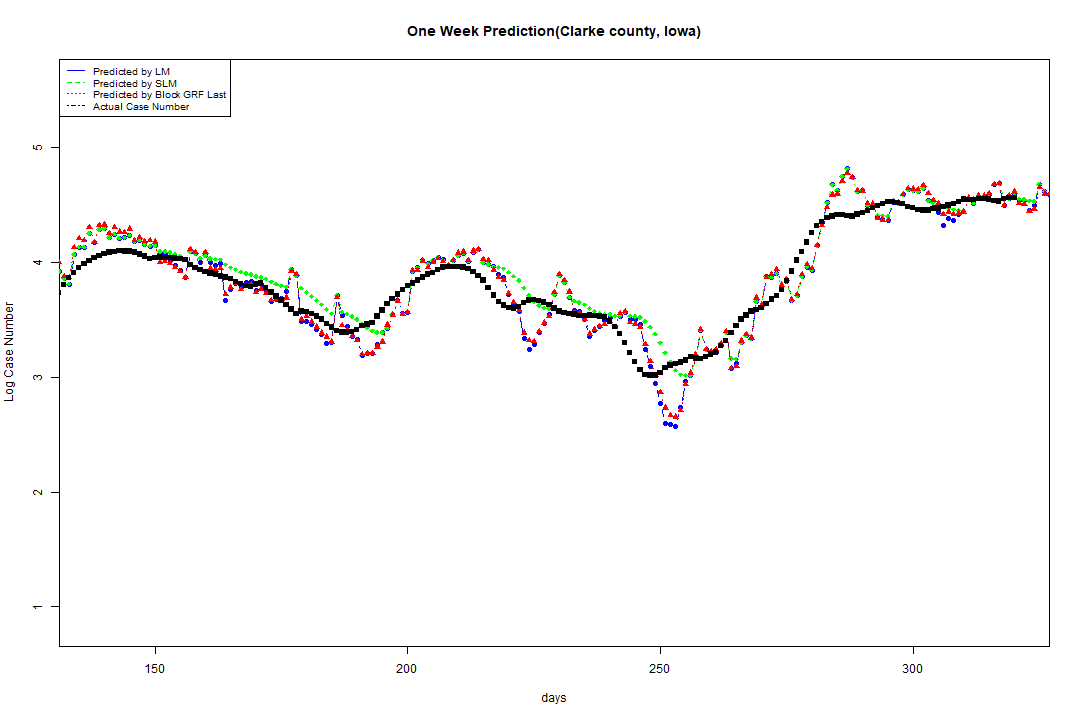 One Week Prediction(Clarke county, Iowa)
Predicted by LM
Predicted by SLM
Predicted by Block GRF Last
Actual Case Number
Log Case Number
5
4
3
2
1
150
200
250
300
days